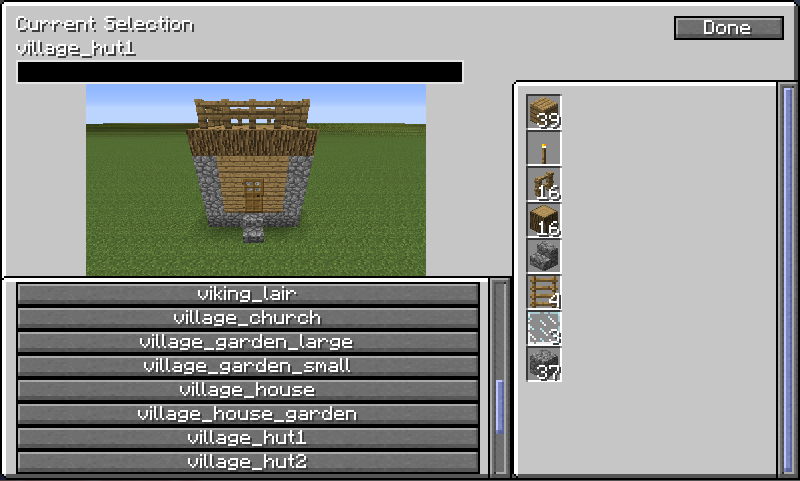 Current Selection
village_hut1
Done
39
16
16
4
3
37
viking_lair
village_church
village_garden_large
village_garden_small
village_house
village_house_garden
village_hut1
village_hut2